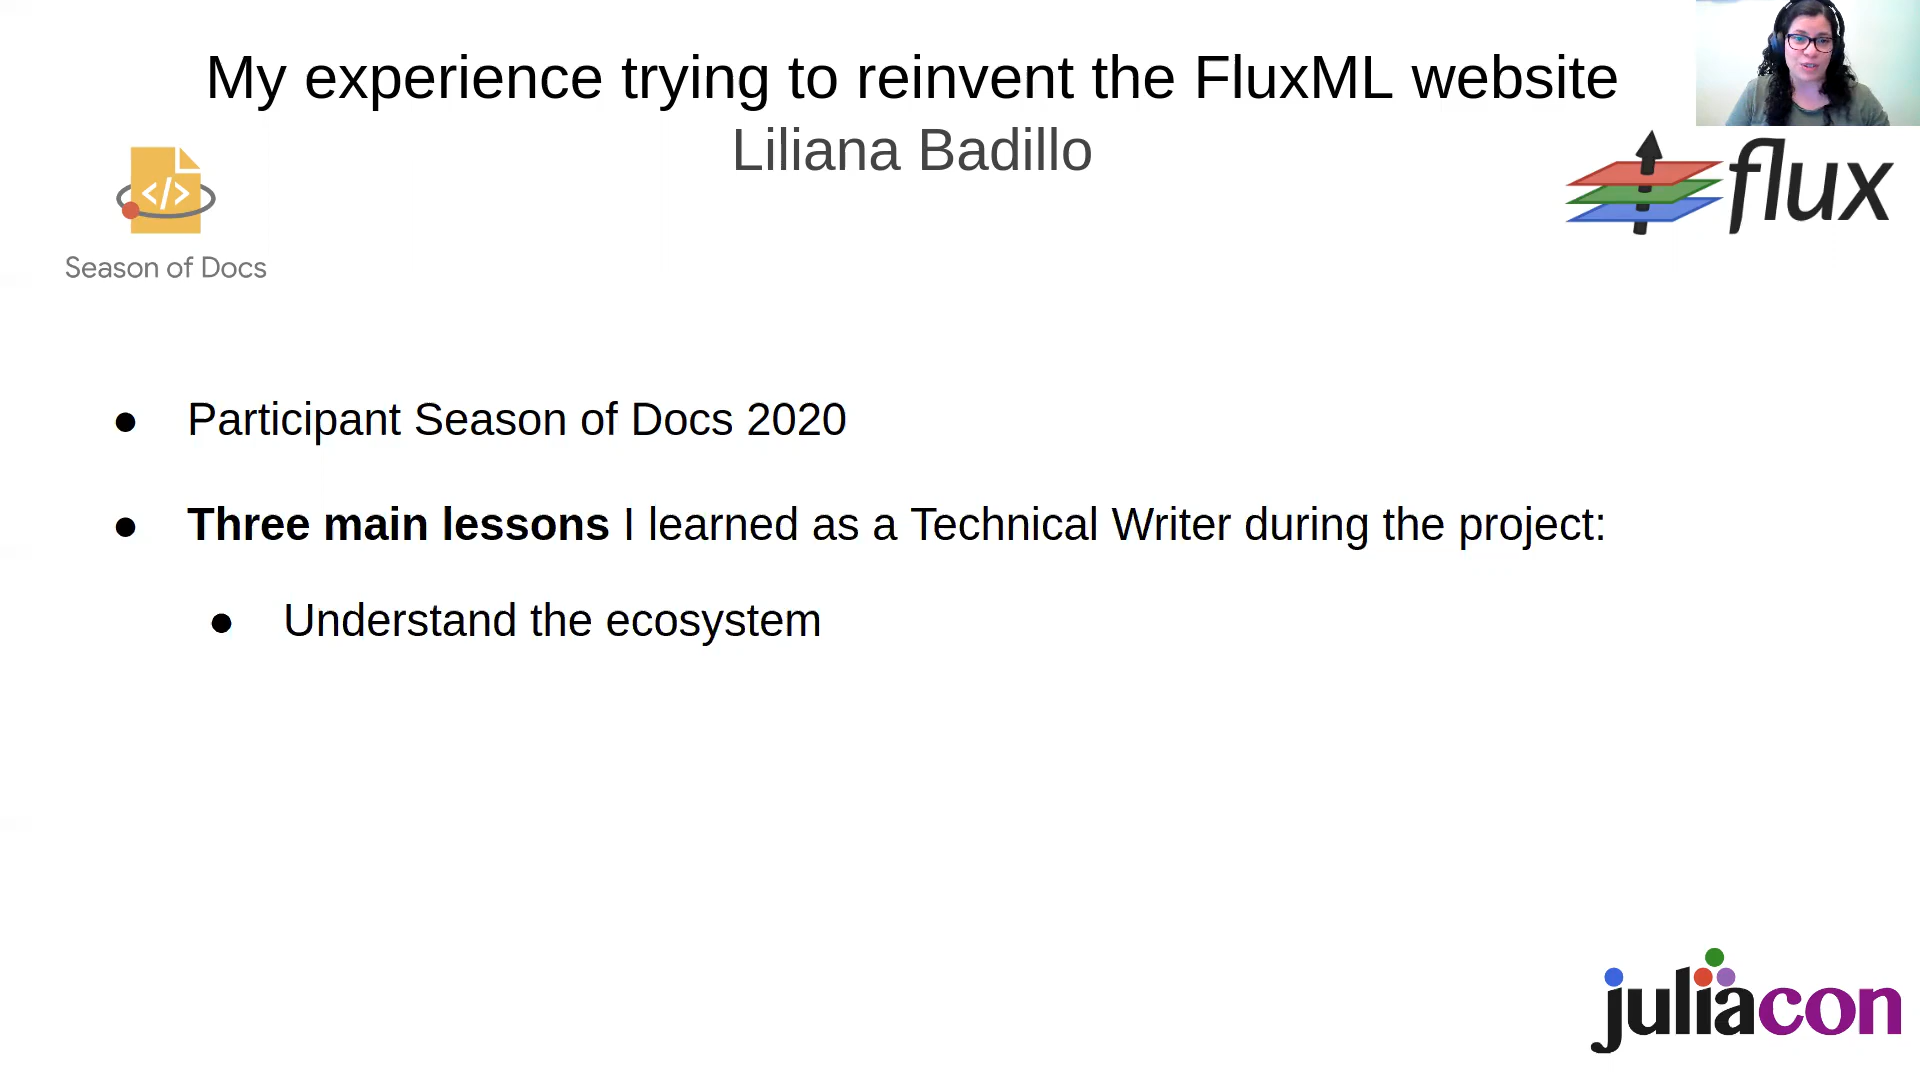 My experience trying to reinvent the FluxML website
Liliana Badillo
</>
Season of Docs
flux
● Participant Season of Docs 2020
● Three main lessons I learned as a Technical Writer during the project:
● Understand the ecosystem
juliacon